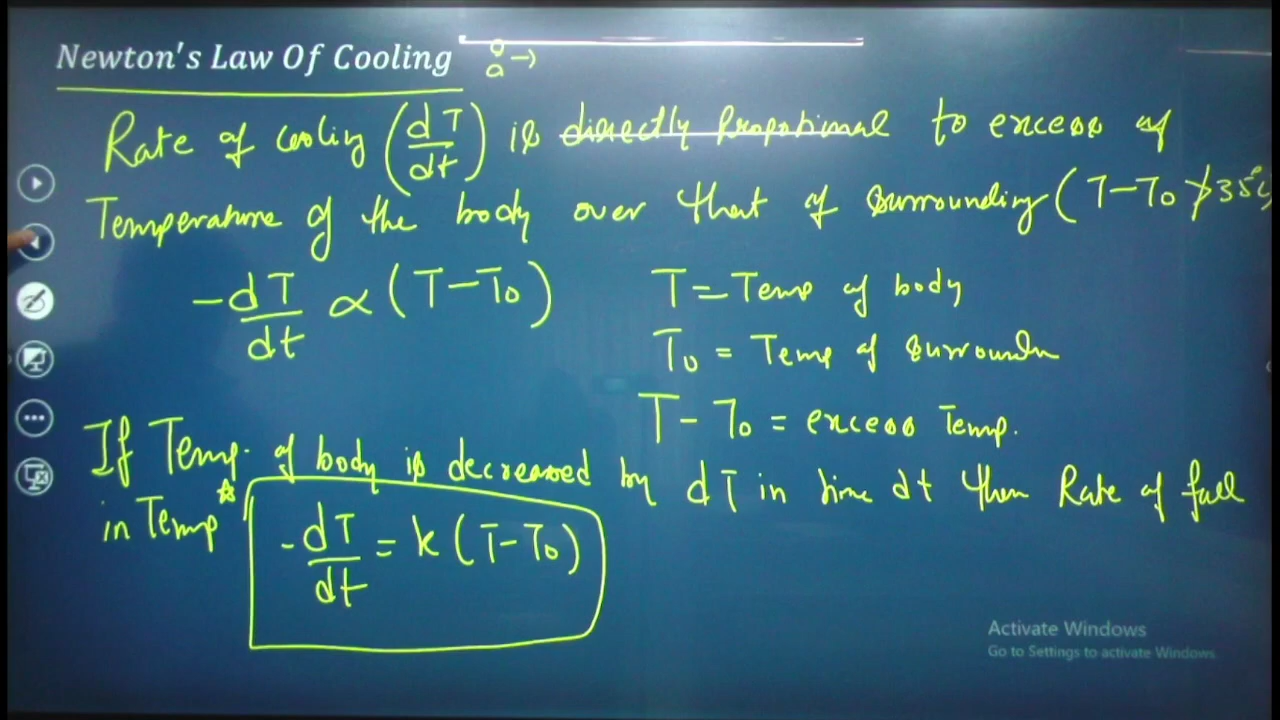 Newton's Law Of Cooling
Rate of cooling (dT/dt) is directly Propotional to excess of
Temperature of the body over that of surrounding (T-T₀ ≯35°C)
-dT/dt ∝ (T-T₀)
T = Temp of body
T₀ = Temp of surroundin
T-T₀ = excess Temp.
If Temp. of body is decreased by dT in time dt then Rate of fall
in Temp
-dT/dt = k (T-T₀)
Activate Windows
Go to Settings to activate Windows.